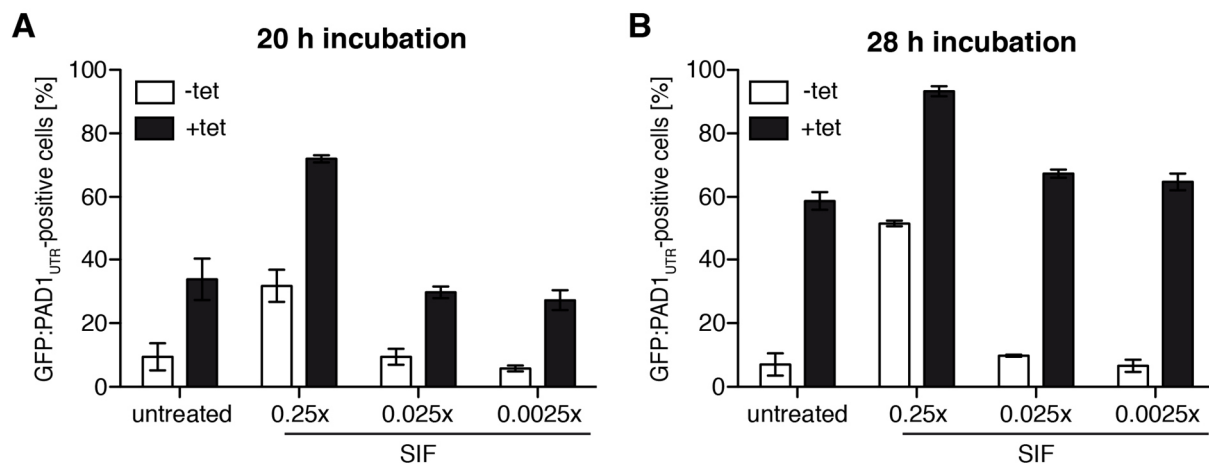 A
20 h incubation
GFP:PAD1UTR-positive cells [%]
100
80
60
40
20
0
-tet
+tet
untreated
0.25x
0.025x
0.0025x
SIF
B
28 h incubation
GFP:PAD1UTR-positive cells [%]
100
80
60
40
20
0
-tet
+tet
untreated
0.25x
0.025x
0.0025x
SIF